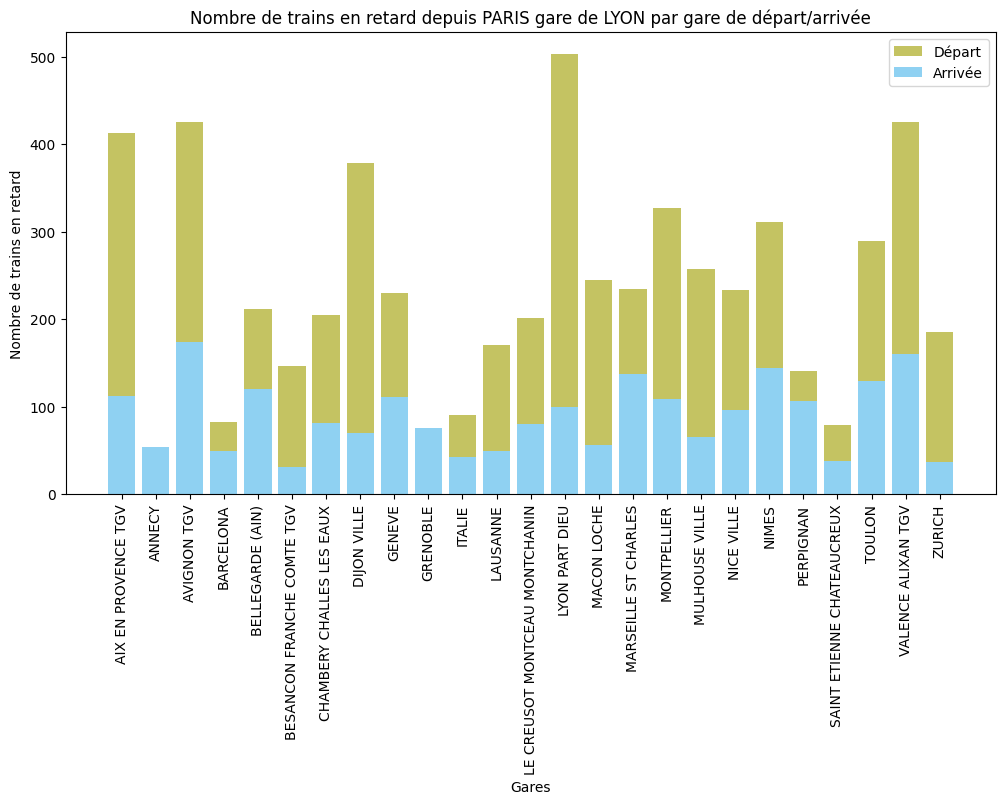 Nombre de trains en retard depuis PARIS gare de LYON par gare de départ/arrivée
Départ
Arrivée
Nombre de trains en retard
500
400
300
200
100
0
AIX EN PROVENCE TGV
ANNECY
AVIGNON TGV
BARCELONA
BELLEGARDE (AIN)
BESANCON FRANCHE COMTE TGV
CHAMBERY CHALLES LES EAUX
DIJON VILLE
GENEVE
GRENOBLE
ITALIE
LAUSANNE
LE CREUSOT MONTCEAU MONTCHANIN
LYON PART DIEU
MACON LOCHE
MARSEILLE ST CHARLES
MONTPELLIER
MULHOUSE VILLE
NICE VILLE
NIMES
PERPIGNAN
SAINT ETIENNE CHATEAUCREUX
TOULON
VALENCE ALIXAN TGV
ZURICH
Gares